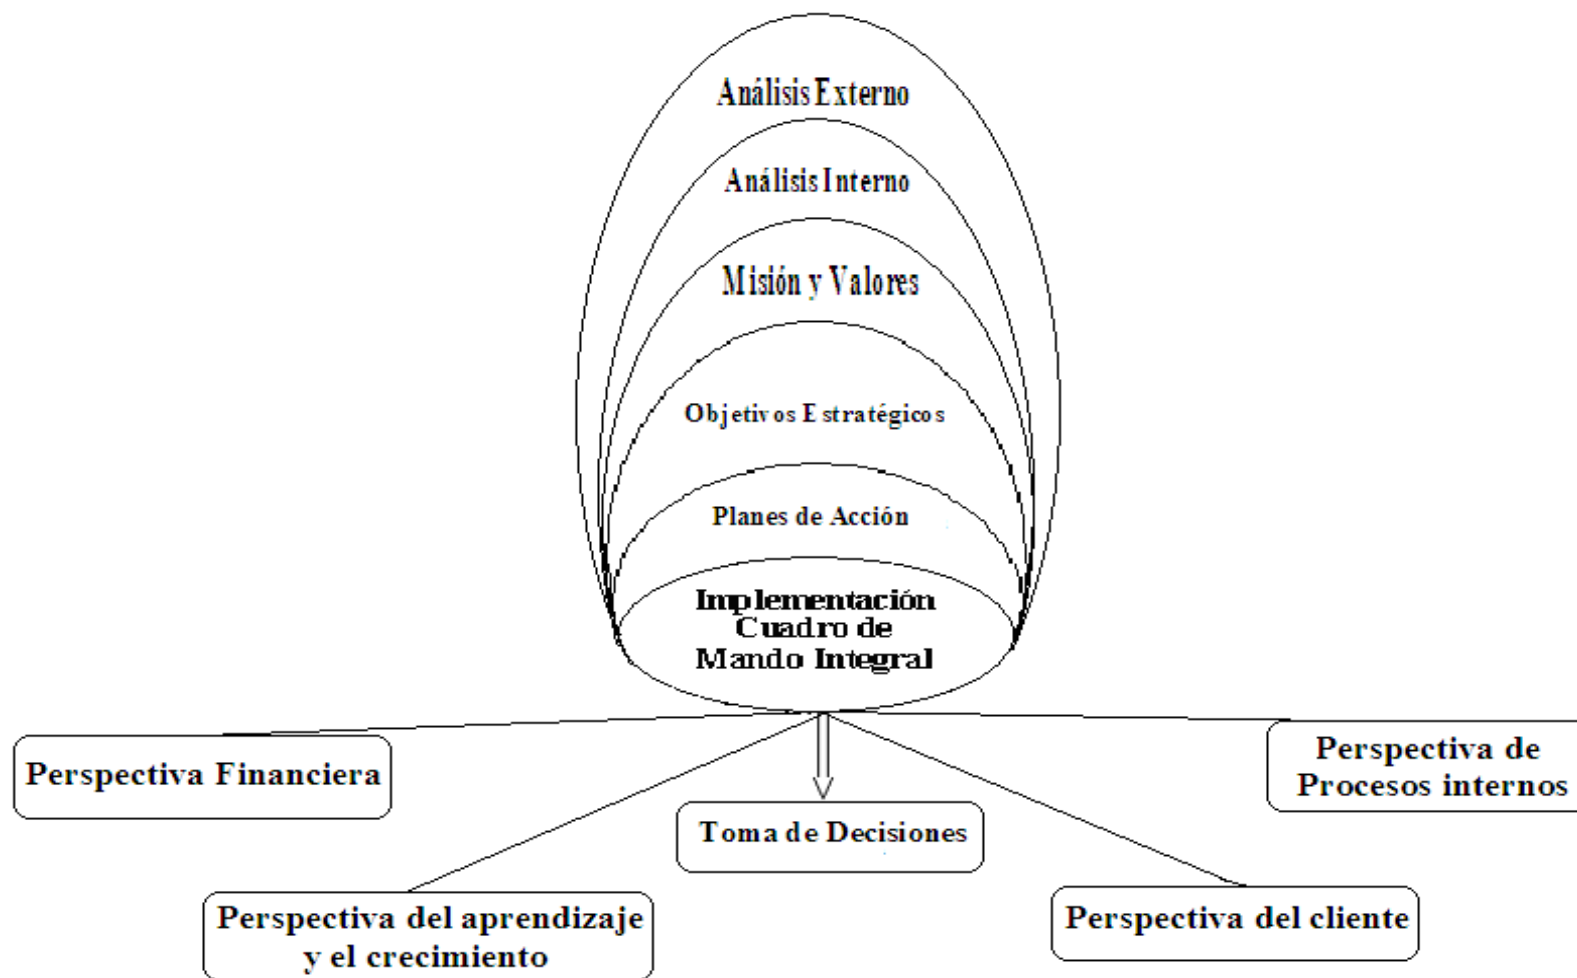 Análisis Externo
Análisis Interno
Misión y Valores
Objetivos Estratégicos
Planes de Acción
Implementación
Cuadro de
Mando Integral
Perspectiva Financiera
Perspectiva de
Procesos internos
Toma de Decisiones
Perspectiva del aprendizaje
y el crecimiento
Perspectiva del cliente